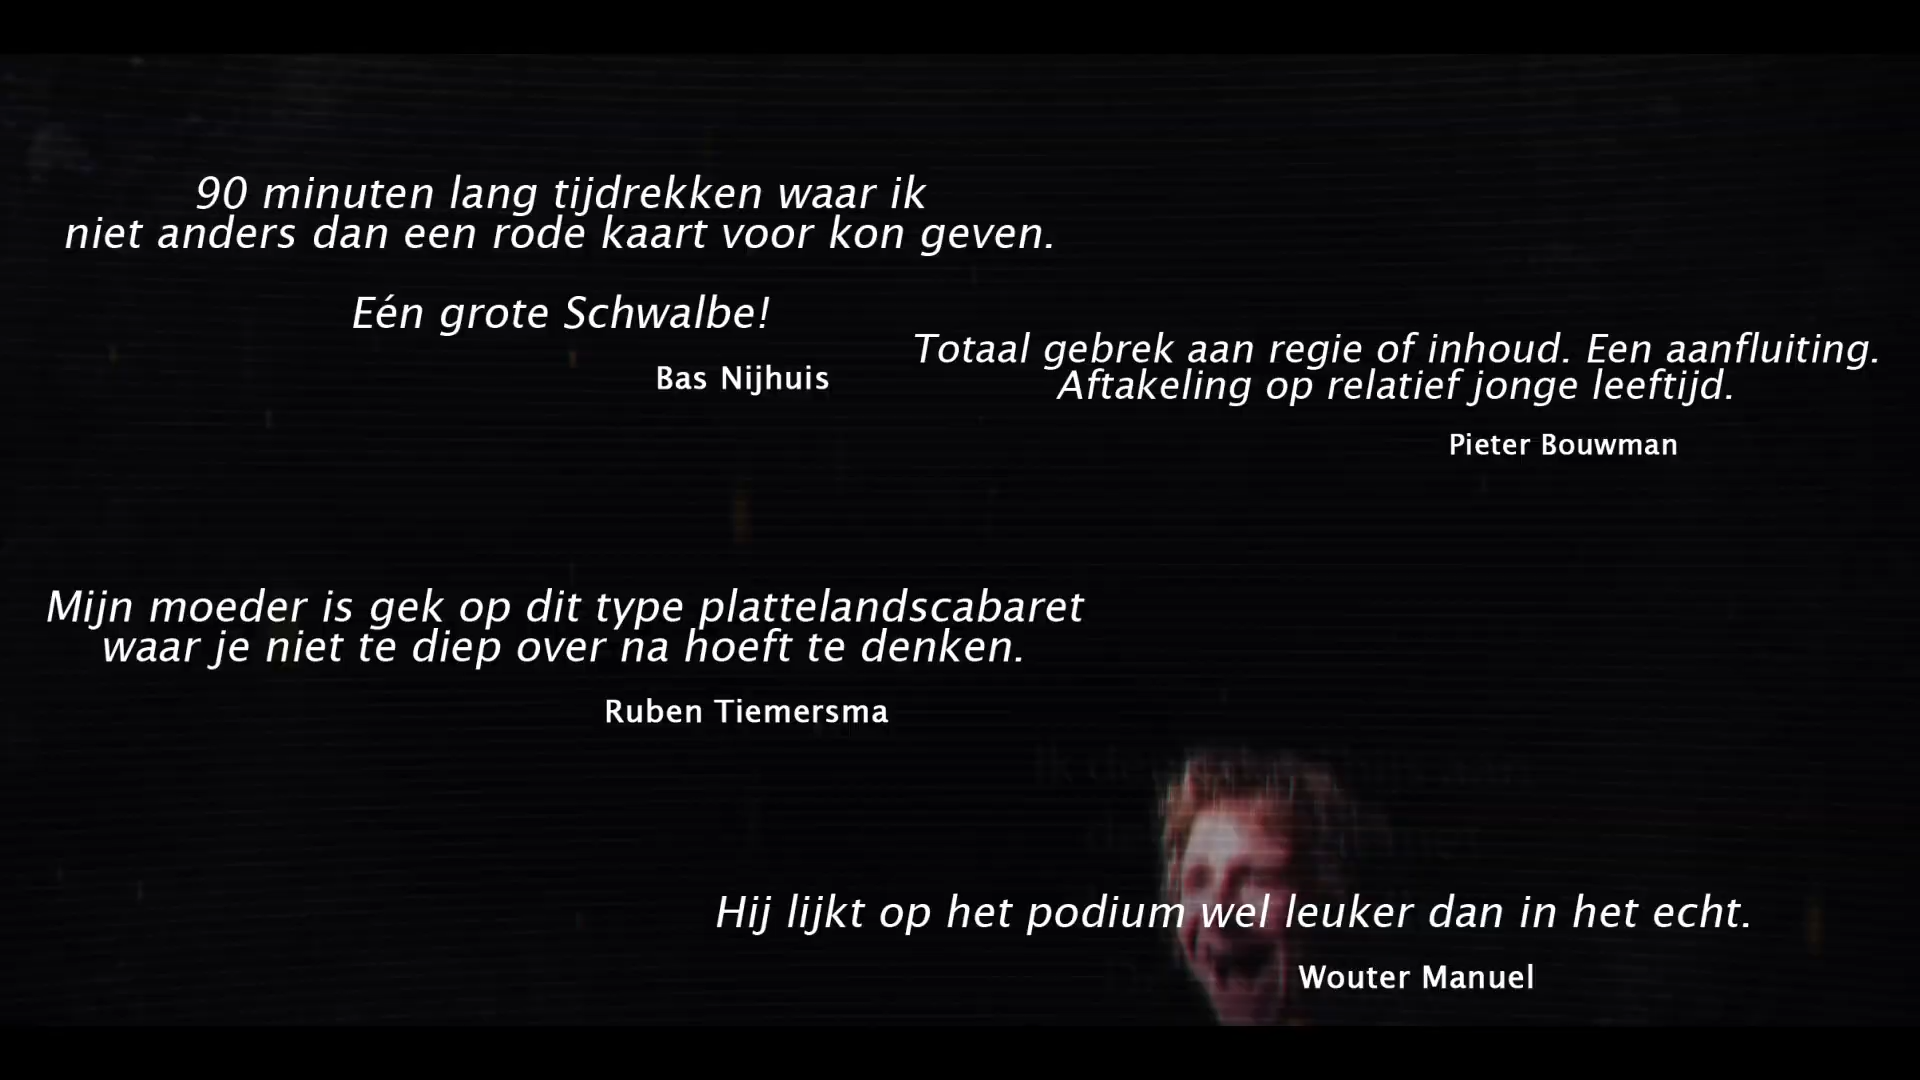 90 minuten lang tijdrekken waar ik
niet anders dan een rode kaart voor kon geven.
Eén grote Schwalbe!
Bas Nijhuis
Totaal gebrek aan regie of inhoud. Een aanfluiting.
Aftakeling op relatief jonge leeftijd.
Pieter Bouwman
Mijn moeder is gek op dit type plattelandscabaret
waar je niet te diep over na hoeft te denken.
Ruben Tiemersma
Hij lijkt op het podium wel leuker dan in het echt.
Wouter Manuel